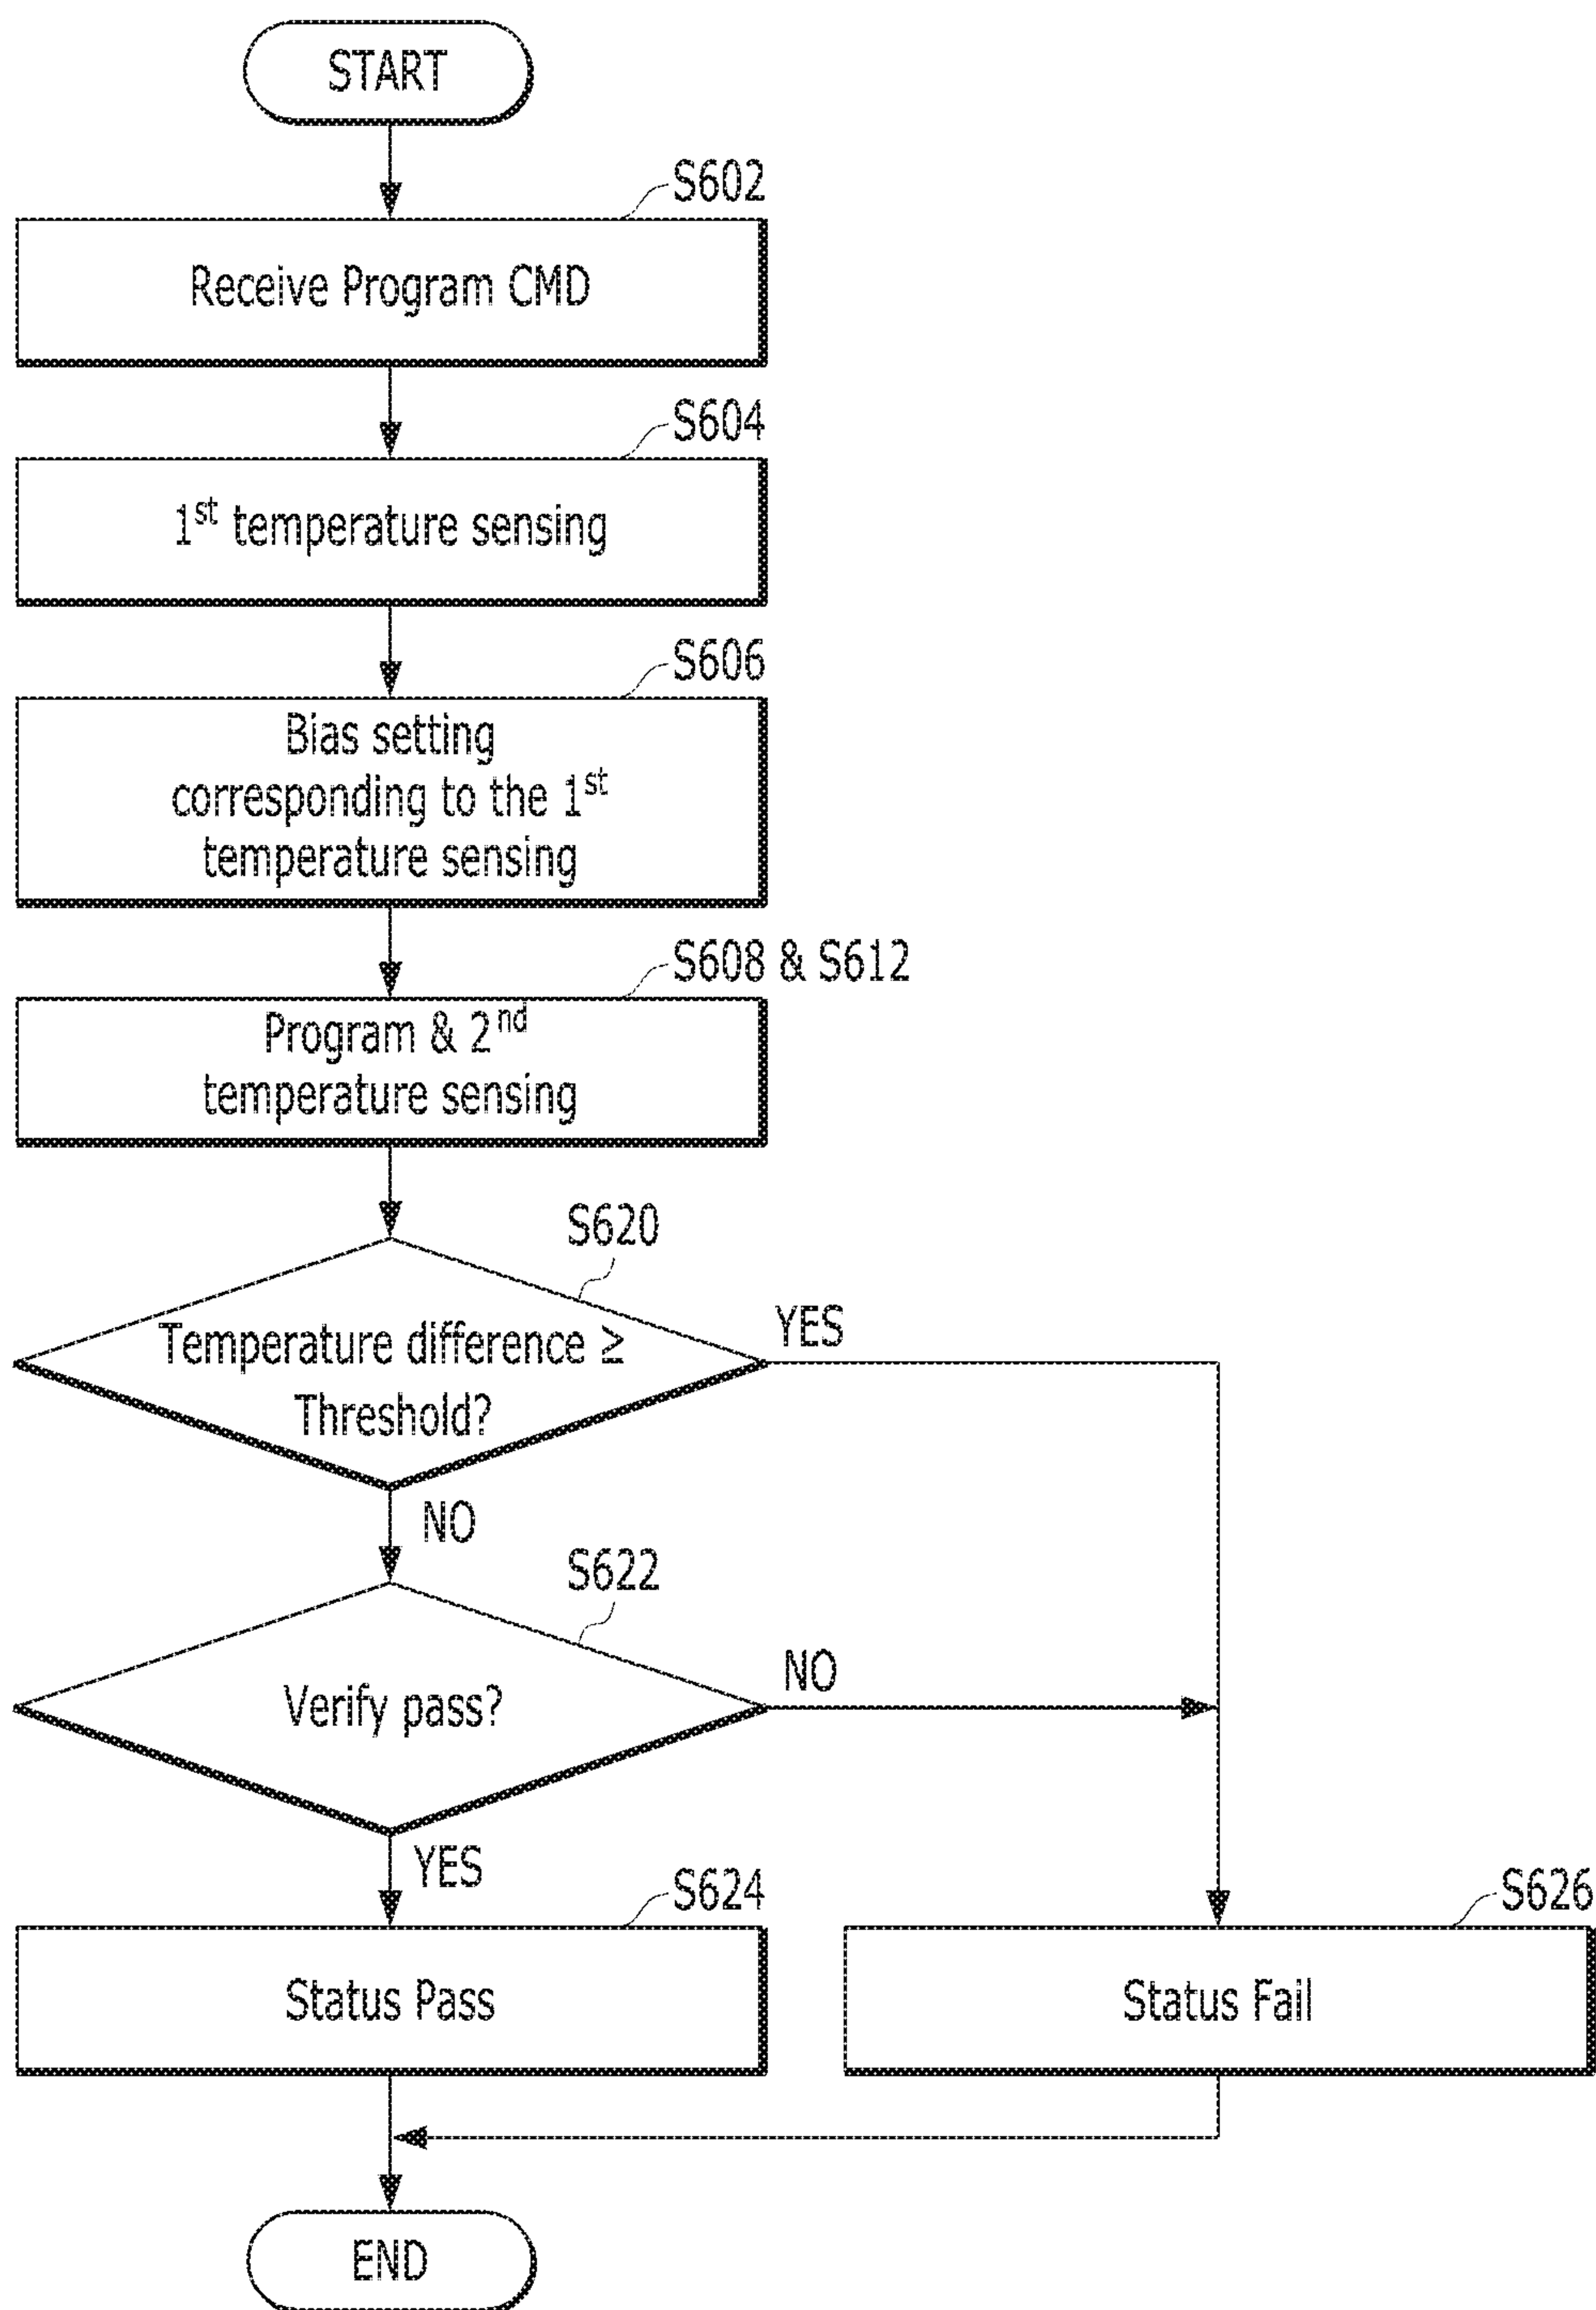 START
S602
Receive Program CMD
S604
1st temperature sensing
S606
Bias setting
corresponding to the 1st
temperature sensing
S608 & S612
Program & 2nd
temperature sensing
S620
Temperature difference ≥
Threshold?
YES
NO
S622
Verify pass?
NO
YES
S624
Status Pass
S626
Status Fail
END